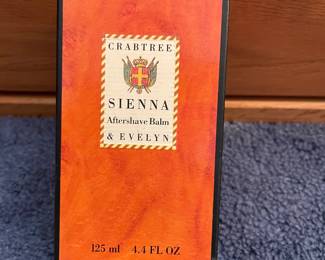 CRABTREE
SIENNA
Aftershave Balm
& EVELYN
125 ml 4.4 FL OZ